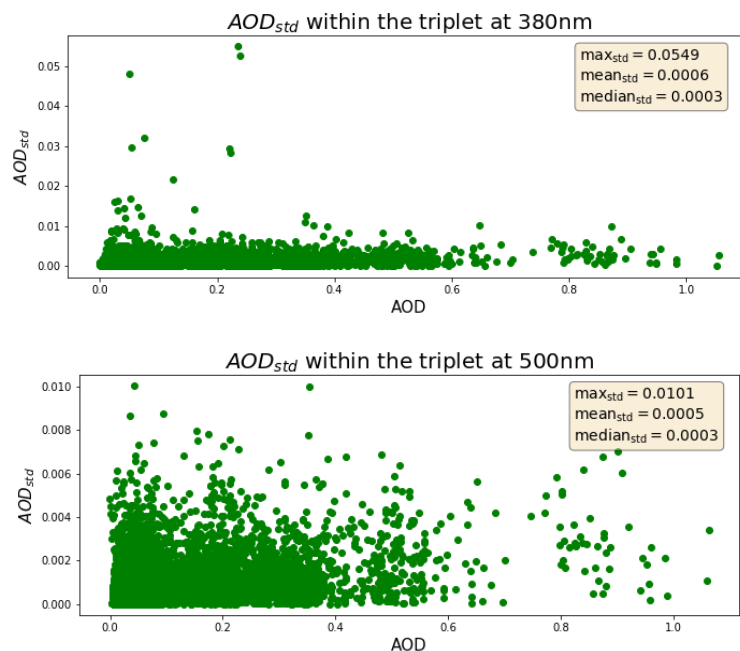 AOD_std within the triplet at 380nm
max_std = 0.0549
mean_std = 0.0006
median_std = 0.0003
AOD_std
0.05
0.04
0.03
0.02
0.01
0.00
0.0 0.2 0.4 0.6 0.8 1.0
AOD
AOD_std within the triplet at 500nm
max_std = 0.0101
mean_std = 0.0005
median_std = 0.0003
AOD_std
0.010
0.008
0.006
0.004
0.002
0.000
0.0 0.2 0.4 0.6 0.8 1.0
AOD